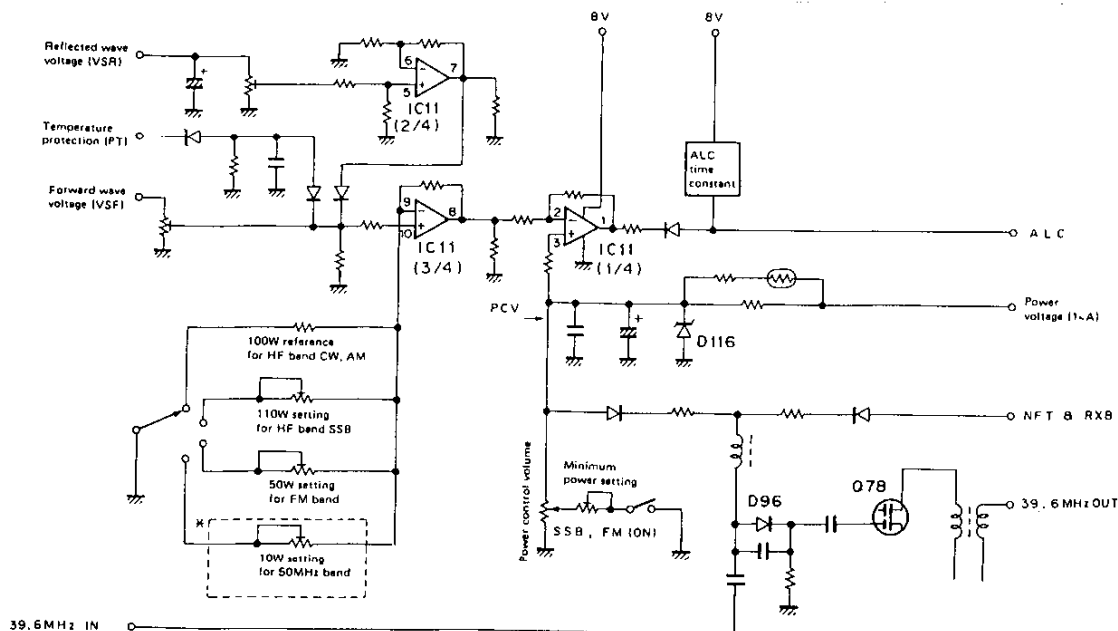 8V
8V
Reflected wave
voltage (VSR)
6
7
+
5
IC11
(2/4)
Temperature
protection (PT)
ALC
time
constant
Forward wave
voltage (VSF)
9
8
10
IC11
(3/4)
2
1
3
IC11
(1/4)
ALC
PCV
+
D116
Power
voltage (14A)
100W reference
for HF band CW, AM
110W setting
for HF band SSB
NFT & RXB
50W setting
for FM band
Power control volume
Minimum
power setting
SSB, FM (ON)
D96
Q78
39.6MHz OUT
*
10W setting
for 50MHz band
39.6MHz IN